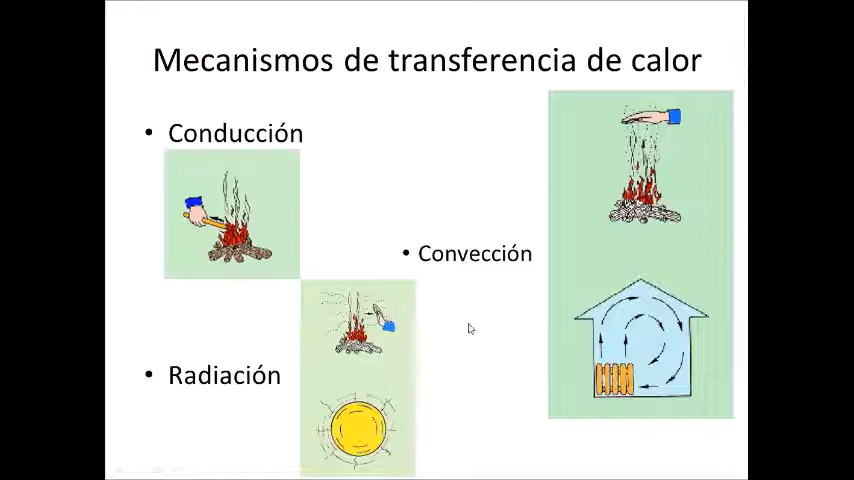 Mecanismos de transferencia de calor
• Conducción
• Convección
• Radiación